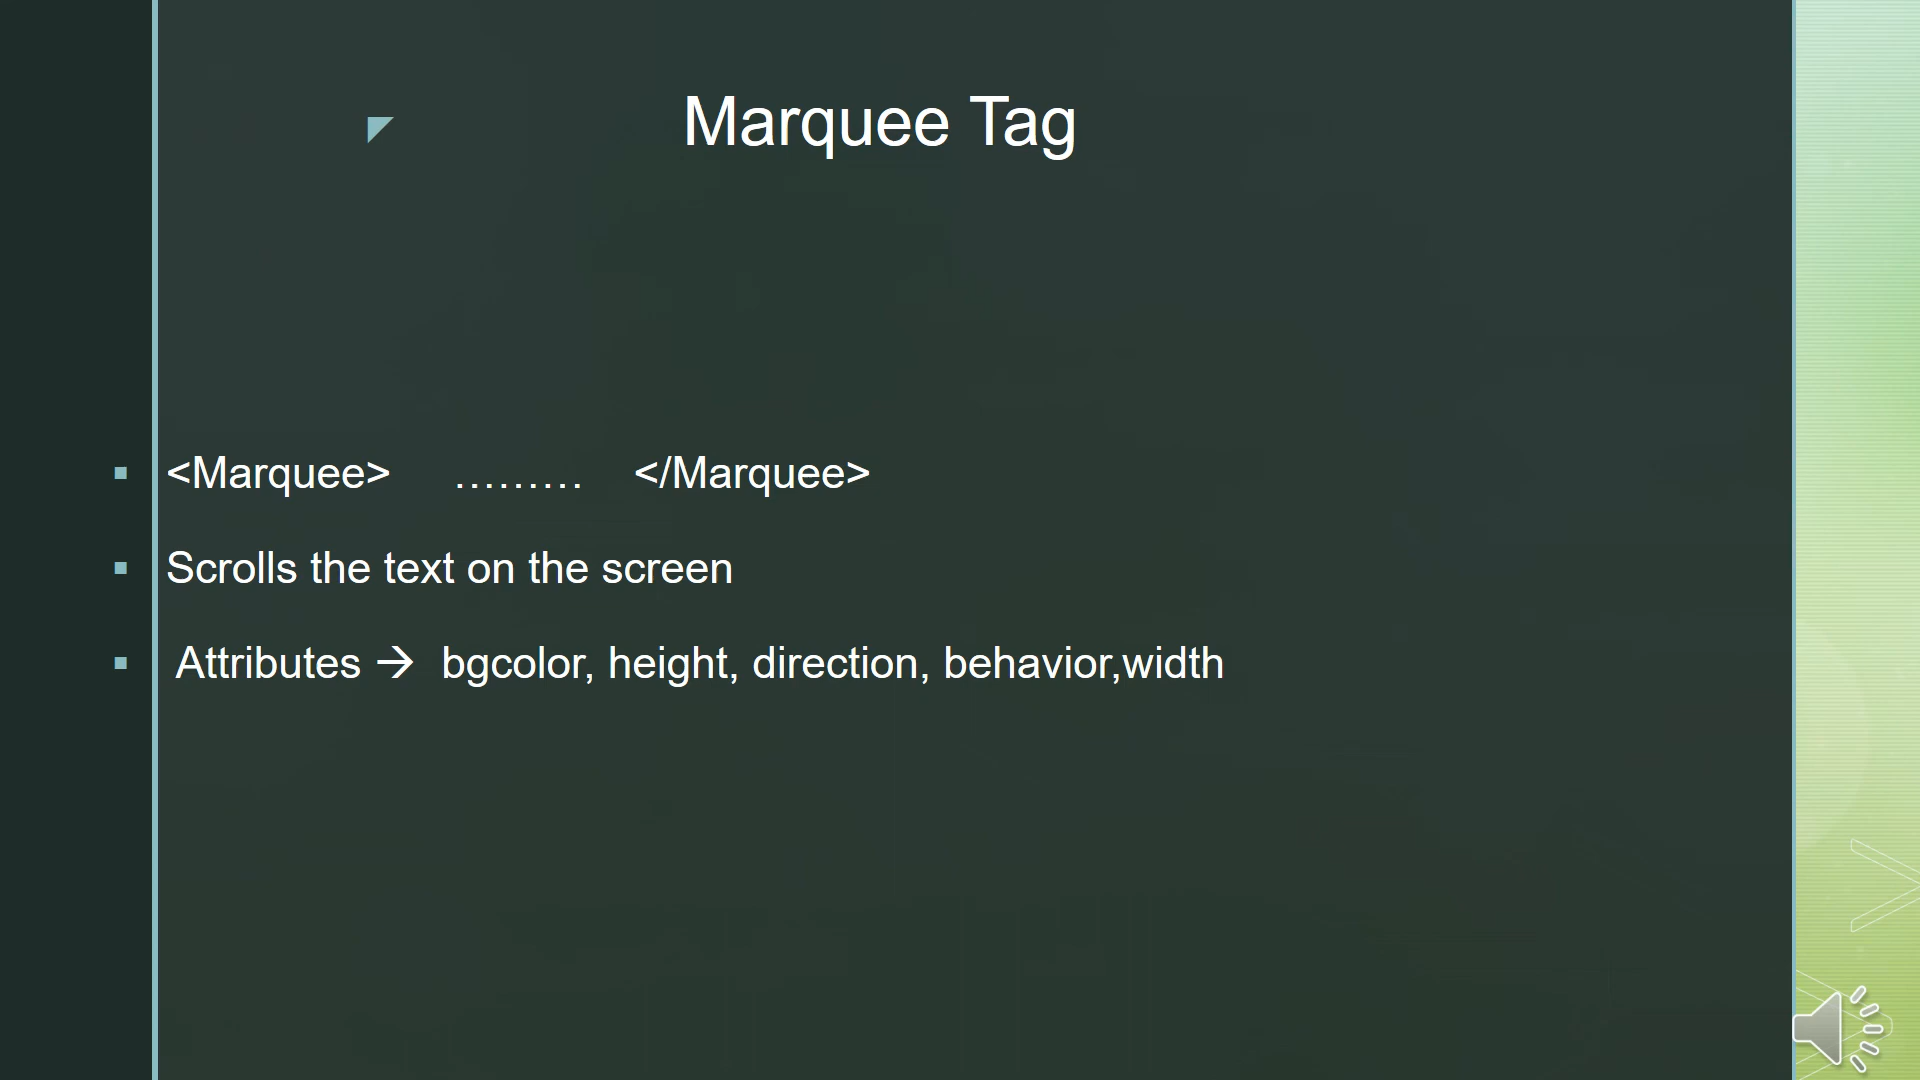 Marquee Tag
<Marquee> ……… </Marquee>
Scrolls the text on the screen
Attributes → bgcolor, height, direction, behavior,width